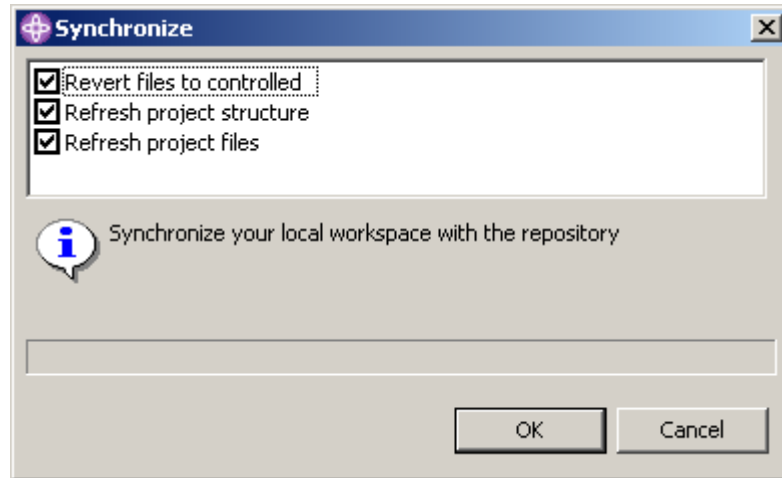 Synchronize
Revert files to controlled
Refresh project structure
Refresh project files
Synchronize your local workspace with the repository
OK
Cancel